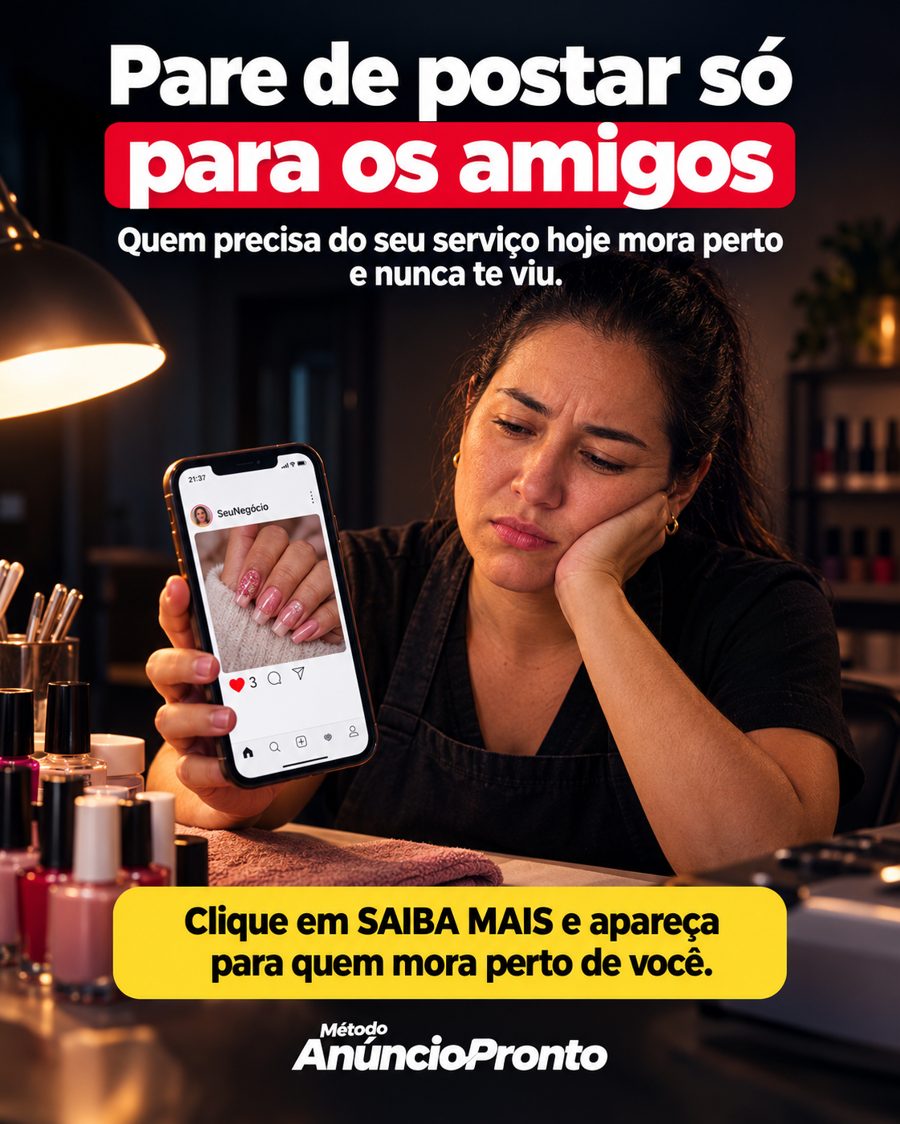 Pare de postar só
para os amigos
Quem precisa do seu serviço hoje mora perto
e nunca te viu.
21:37
SeuNegócio
3
Clique em SAIBA MAIS e apareça
para quem mora perto de você.
Método
AnúncioPronto